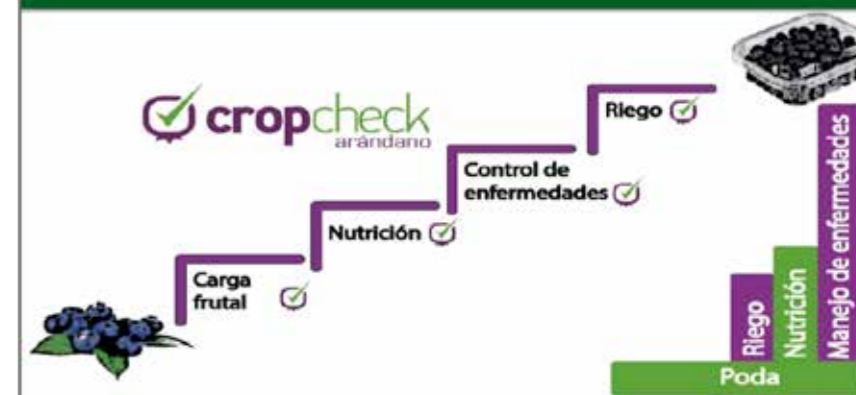 cropcheck
arándano
Carga
frutal
Nutrición
Control de
enfermedades
Riego
Riego
Nutrición
Manejo de enfermedades
Poda